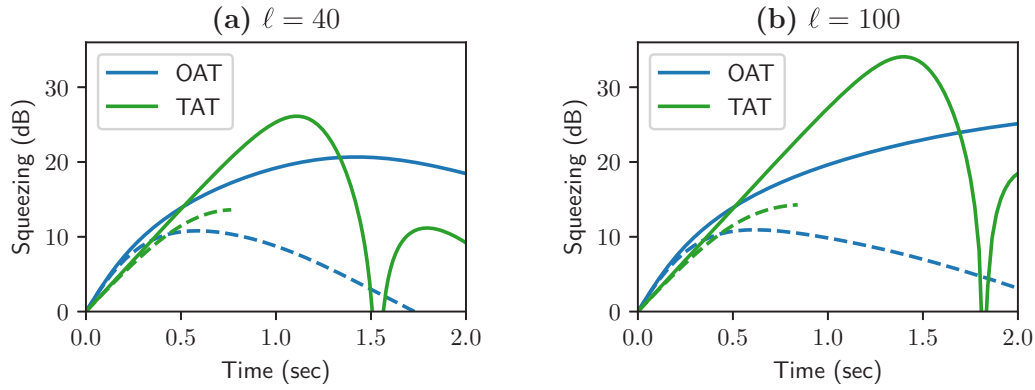 (a) ℓ = 40
Squeezing (dB)
30
20
10
0
OAT
TAT
0.0 0.5 1.0 1.5 2.0
Time (sec)
(b) ℓ = 100
Squeezing (dB)
30
20
10
0
OAT
TAT
0.0 0.5 1.0 1.5 2.0
Time (sec)